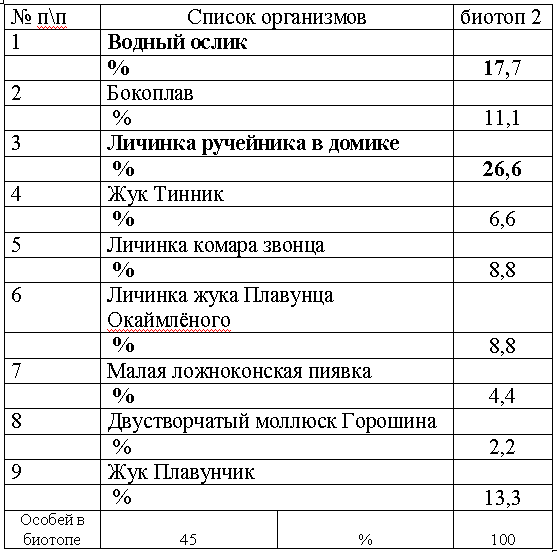 № п\п Список организмов биотоп 2
1 Водный ослик
% 17,7
2 Бокоплав
% 11,1
3 Личинка ручейника в домике
% 26,6
4 Жук Тинник
% 6,6
5 Личинка комара звонца
% 8,8
6 Личинка жука Плавунца
Окаймлёного
% 8,8
7 Малая ложноконская пиявка
% 4,4
8 Двустворчатый моллюск Горошина
% 2,2
9 Жук Плавунчик
% 13,3
Особей в
биотопе 45 % 100